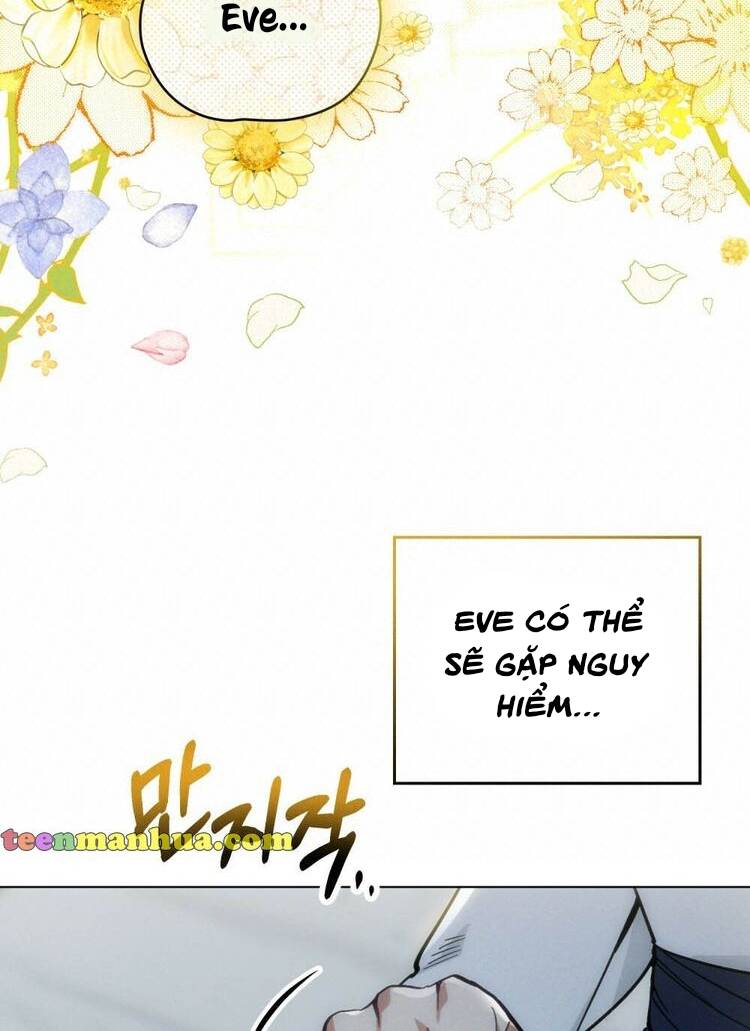 Eve...
EVE CÓ THỂ
SẼ GẶP NGUY
HIỂM...
만지작
teenmanhua.com